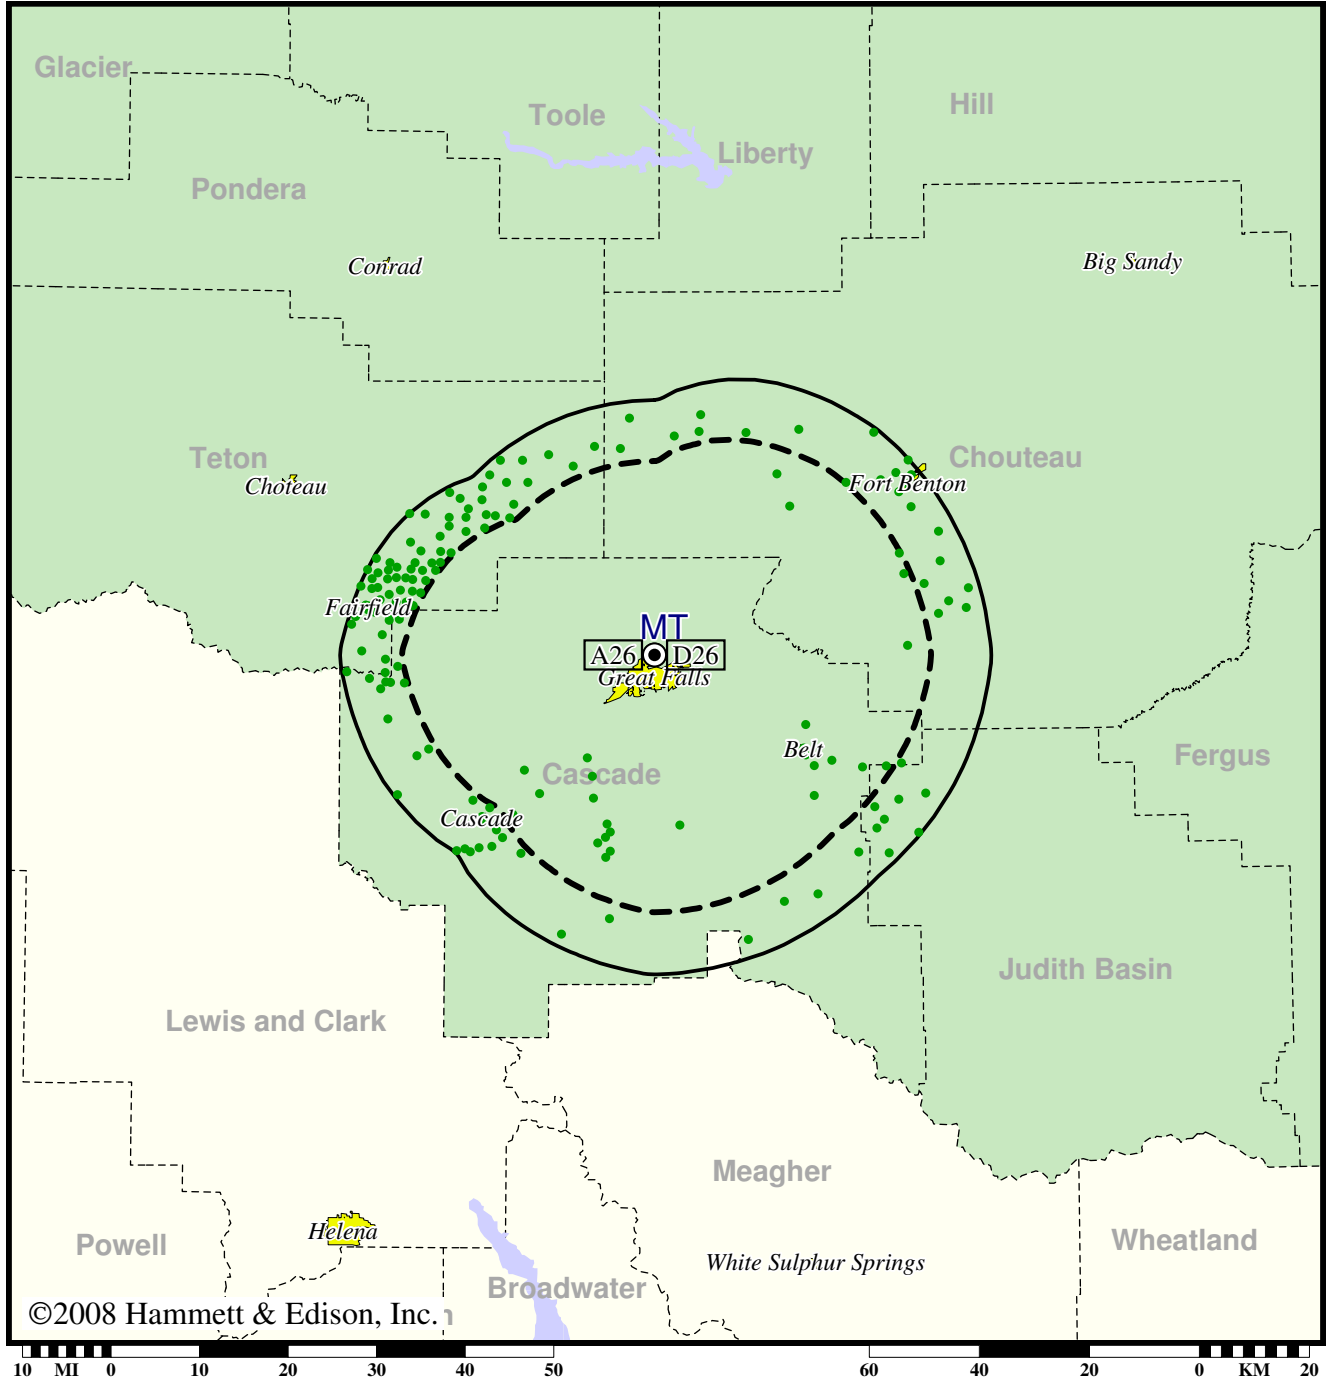 Glacier
Toole
Hill
Liberty
Pondera
Conrad
Big Sandy
Teton
Choteau
Chouteau
Fort Benton
Fairfield
MT
A26 D26
Great Falls
Belt
Cascade
Fergus
Cascade
Judith Basin
Lewis and Clark
Meagher
Helena
Powell
Wheatland
White Sulphur Springs
Broadwater
©2008 Hammett & Edison, Inc.
10 MI 0 10 20 30 40 50 60 40 20 0 KM 20